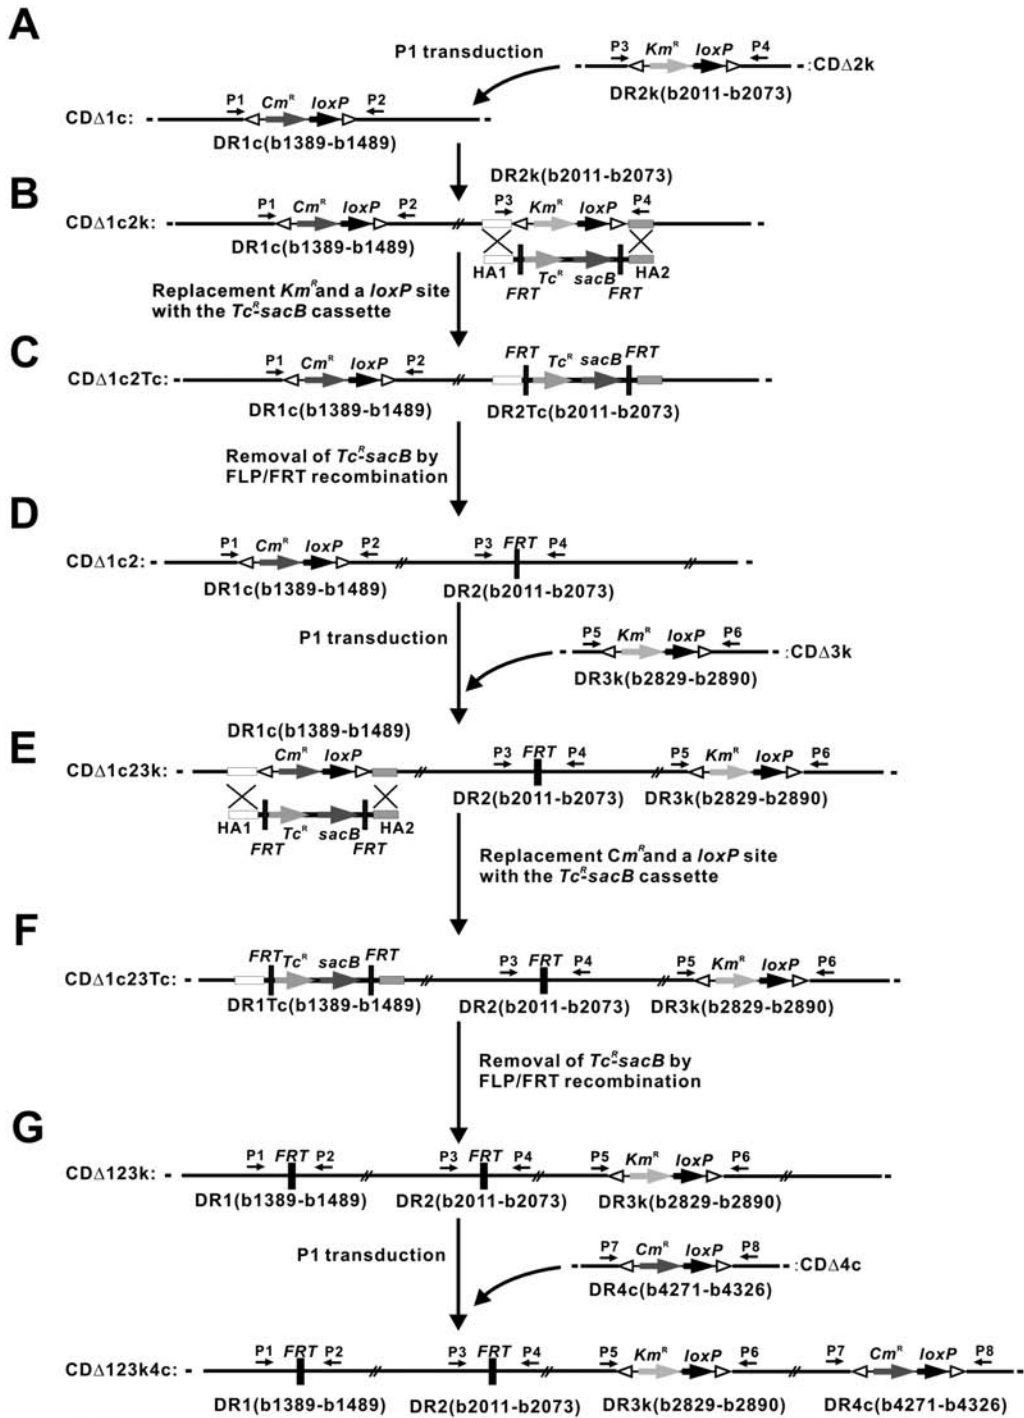 A
P1 transduction
P3 Km^R loxP P4
:CDΔ2k
DR2k(b2011-b2073)
P1 Cm^R loxP P2
CDΔ1c:
DR1c(b1389-b1489)
B
DR2k(b2011-b2073)
P1 Cm^R loxP P2 P3 Km^R loxP P4
CDΔ1c2k:
DR1c(b1389-b1489)
HA1 Tc^R sacB HA2
FRT FRT
Replacement Km^R and a loxP site
with the Tc^R-sacB cassette
C
P1 Cm^R loxP P2 FRT Tc^R sacB FRT
CDΔ1c2Tc:
DR1c(b1389-b1489) DR2Tc(b2011-b2073)
Removal of Tc^R-sacB by
FLP/FRT recombination
D
P1 Cm^R loxP P2 P3 FRT P4
CDΔ1c2:
DR1c(b1389-b1489) DR2(b2011-b2073)
P1 transduction
P5 Km^R loxP P6
:CDΔ3k
DR3k(b2829-b2890)
E
DR1c(b1389-b1489)
Cm^R loxP P3 FRT P4 P5 Km^R loxP P6
CDΔ1c23k:
DR2(b2011-b2073) DR3k(b2829-b2890)
HA1 Tc^R sacB HA2
FRT FRT
Replacement Cm^R and a loxP site
with the Tc^R-sacB cassette
F
FRT Tc^R sacB FRT P3 FRT P4 P5 Km^R loxP P6
CDΔ1c23Tc:
DR1Tc(b1389-b1489) DR2(b2011-b2073) DR3k(b2829-b2890)
Removal of Tc^R-sacB by
FLP/FRT recombination
G
P1 FRT P2 P3 FRT P4 P5 Km^R loxP P6
CDΔ123k:
DR1(b1389-b1489) DR2(b2011-b2073) DR3k(b2829-b2890)
P1 transduction
P7 Cm^R loxP P8
:CDΔ4c
DR4c(b4271-b4326)
P1 FRT P2 P3 FRT P4 P5 Km^R loxP P6 P7 Cm^R loxP P8
CDΔ123k4c:
DR1(b1389-b1489) DR2(b2011-b2073) DR3k(b2829-b2890) DR4c(b4271-b4326)